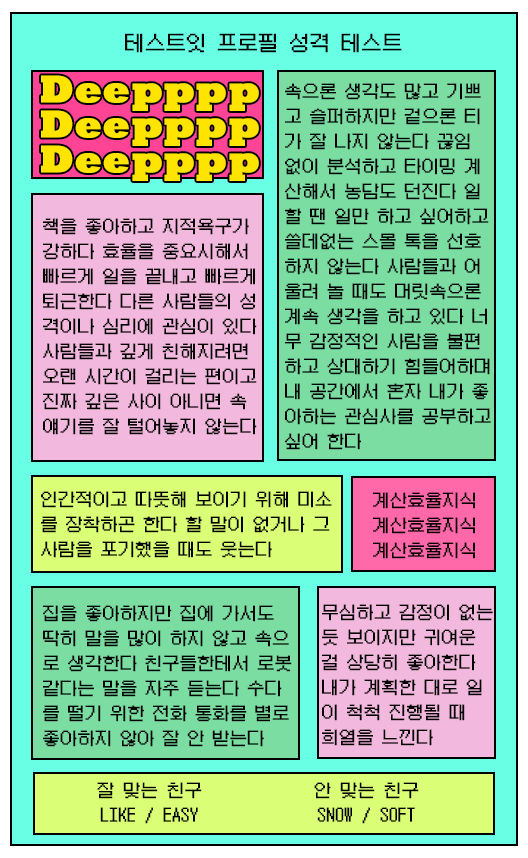 테스트잇 프로필 성격 테스트
Deepppp
Deepppp
Deepppp
책을 좋아하고 지적욕구가
강하다 효율을 중요시해서
빠르게 일을 끝내고 빠르게
퇴근한다 다른 사람들의 성
격이나 심리에 관심이 있다
사람들과 깊게 친해지려면
오랜 시간이 걸리는 편이고
진짜 깊은 사이 아니면 속
얘기를 잘 털어놓지 않는다
속으론 생각도 많고 기쁘
고 슬퍼하지만 겉으론 티
가 잘 나지 않는다 끊임
없이 분석하고 타이밍 계
산해서 농담도 던진다 일
할 땐 일만 하고 싶어하고
쓸데없는 스몰 톡을 선호
하지 않는다 사람들과 어
울려 놀 때도 머릿속으론
계속 생각을 하고 있다 너
무 감정적인 사람을 불편
하고 상대하기 힘들어하며
내 공간에서 혼자 내가 좋
아하는 관심사를 공부하고
싶어 한다
인간적이고 따뜻해 보이기 위해 미소
를 장착하곤 한다 할 말이 없거나 그
사람을 포기했을 때도 웃는다
계산효율지식
계산효율지식
계산효율지식
집을 좋아하지만 집에 가서도
딱히 말을 많이 하지 않고 속으
로 생각한다 친구들한테서 로봇
같다는 말을 자주 듣는다 수다
를 떨기 위한 전화 통화를 별로
좋아하지 않아 잘 안 받는다
무심하고 감정이 없는
듯 보이지만 귀여운
걸 상당히 좋아한다
내가 계획한 대로 일
이 척척 진행될 때
희열을 느낀다
잘 맞는 친구
LIKE / EASY
안 맞는 친구
SNOW / SOFT